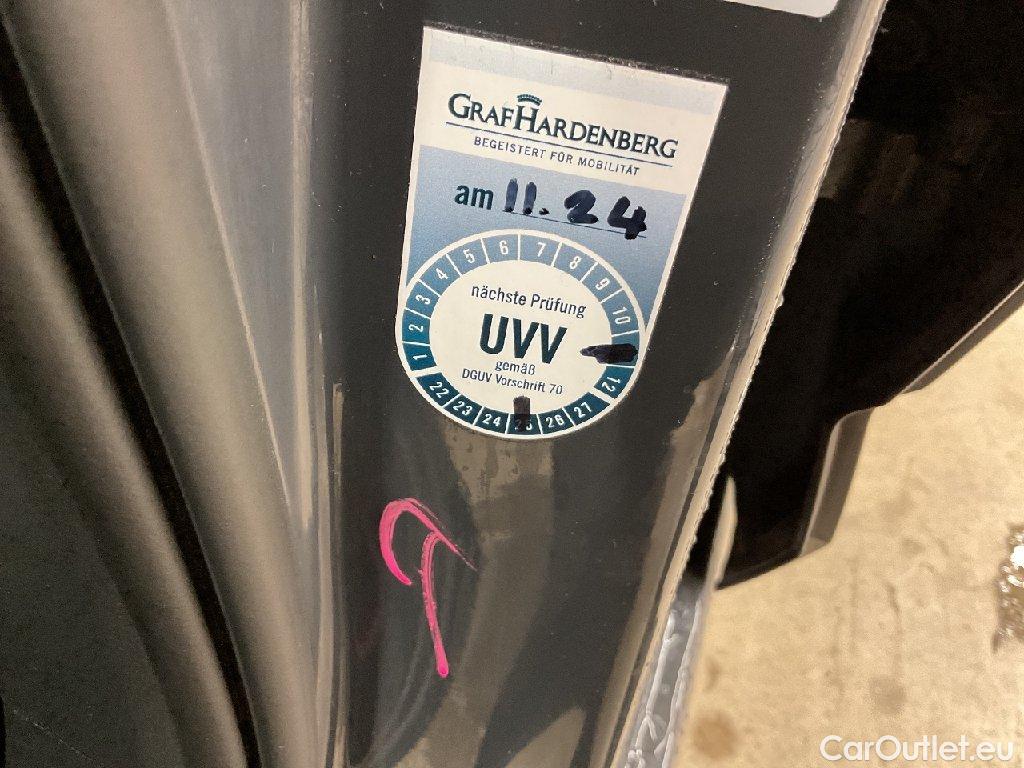 GRAFHARDENBERG
BEGEISTERT FÜR MOBILITÄT
am 11.24
1 2 3 4 5 6 7 8 9 10 12
nächste Prüfung
UVV
gemäß
DGUV Vorschrift 70
22 23 24 25 26 27
CarOutlet.eu